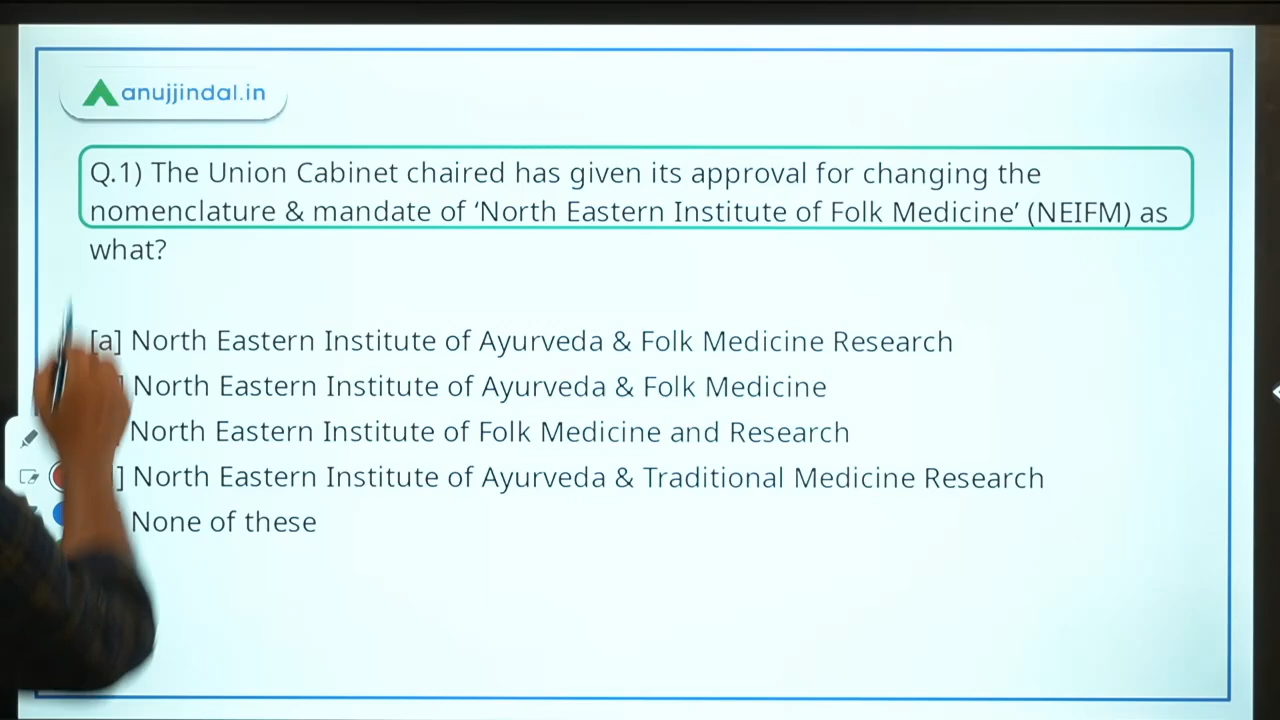 anujjindal.in
Q.1) The Union Cabinet chaired has given its approval for changing the
nomenclature & mandate of ‘North Eastern Institute of Folk Medicine’ (NEIFM) as
what?
[a] North Eastern Institute of Ayurveda & Folk Medicine Research
] North Eastern Institute of Ayurveda & Folk Medicine
North Eastern Institute of Folk Medicine and Research
] North Eastern Institute of Ayurveda & Traditional Medicine Research
None of these